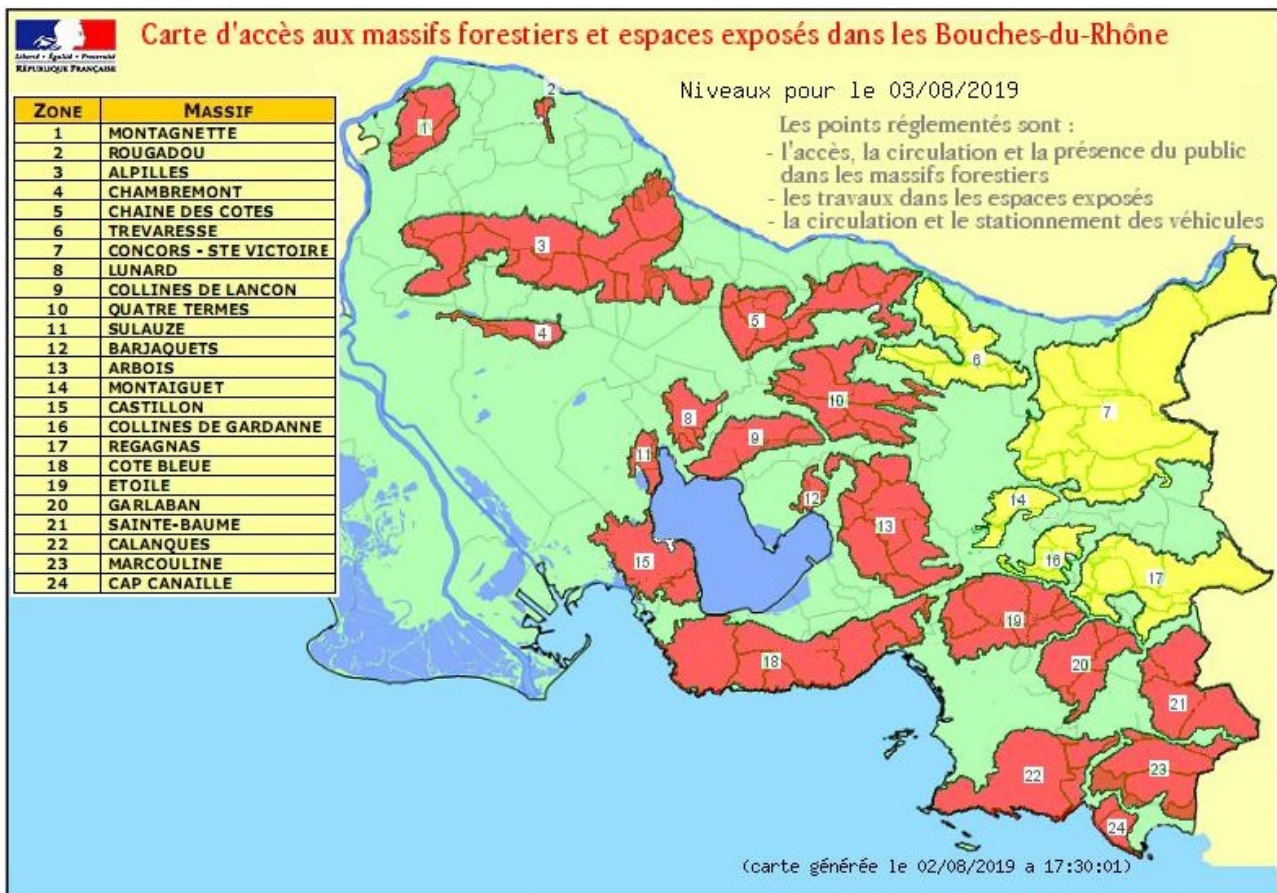 Carte d'accès aux massifs forestiers et espaces exposés dans les Bouches-du-Rhône
Liberté • Égalité • Fraternité
RÉPUBLIQUE FRANÇAISE
Niveaux pour le 03/08/2019
Les points réglementés sont :
- l'accès, la circulation et la présence du public
dans les massifs forestiers
- les travaux dans les espaces exposés
- la circulation et le stationnement des véhicules
ZONE MASSIF
1 MONTAGNETTE
2 ROUGADOU
3 ALPILLES
4 CHAMBREMONT
5 CHAINE DES COTES
6 TREVARESSE
7 CONCORS - STE VICTOIRE
8 LUNARD
9 COLLINES DE LANCON
10 QUATRE TERMES
11 SULAUZE
12 BARJAQUETS
13 ARBOIS
14 MONTAIGUET
15 CASTILLON
16 COLLINES DE GARDANNE
17 REGAGNAS
18 COTE BLEUE
19 ETOILE
20 GARLABAN
21 SAINTE-BAUME
22 CALANQUES
23 MARCOULINE
24 CAP CANAILLE
2
1
3
4
5
6
7
8
10
9
11
12
13
14
15
16
17
18
19
20
21
22
23
24
(carte générée le 02/08/2019 a 17:30:01)